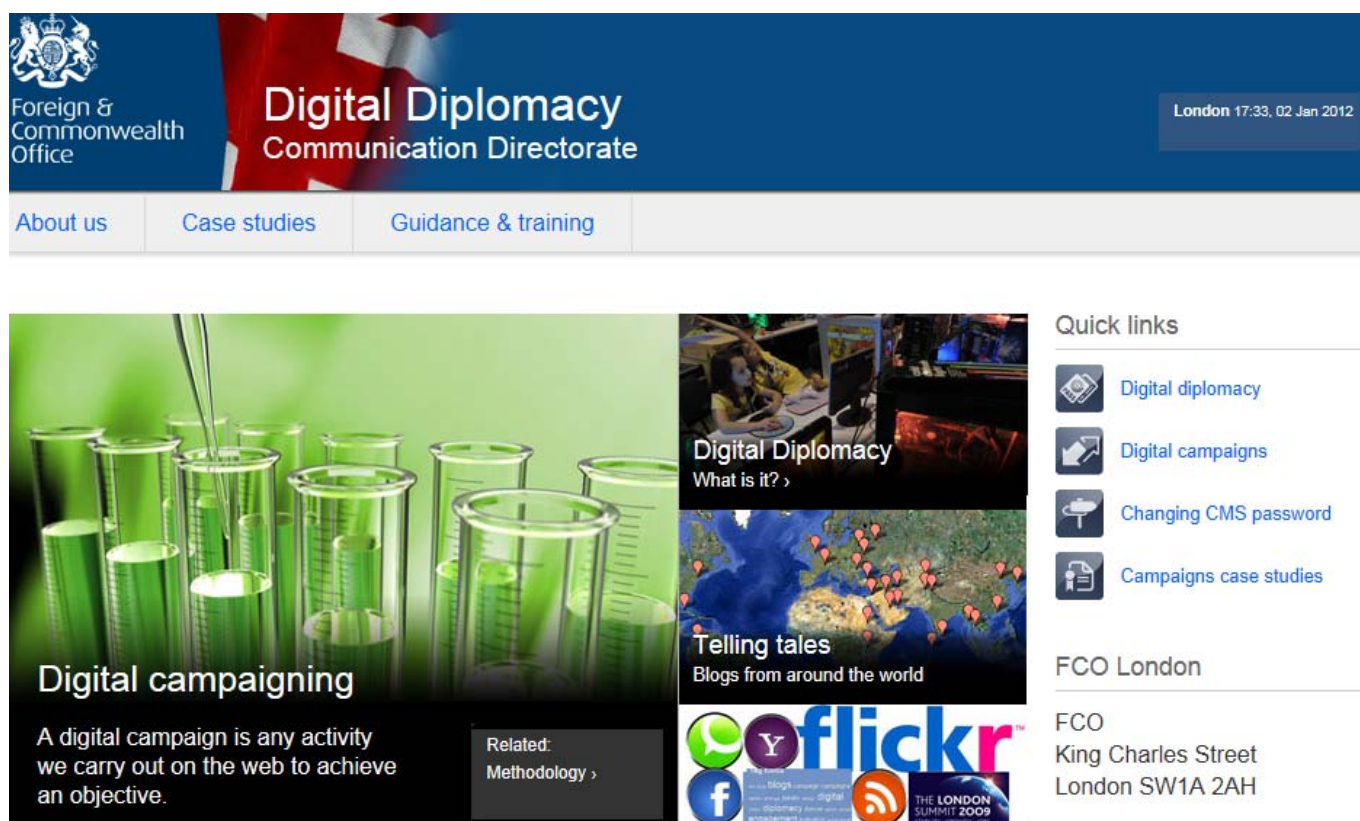 Foreign &
Commonwealth
Office
Digital Diplomacy
Communication Directorate
London 17:33, 02 Jan 2012
About us
Case studies
Guidance & training
Digital campaigning
A digital campaign is any activity
we carry out on the web to achieve
an objective.
Related:
Methodology ›
Digital Diplomacy
What is it? ›
Telling tales
Blogs from around the world
Y
flickr
f
blogs
digital
diplomacy
engagement
THE LONDON
SUMMIT 2009
Quick links
Digital diplomacy
Digital campaigns
Changing CMS password
Campaigns case studies
FCO London
FCO
King Charles Street
London SW1A 2AH